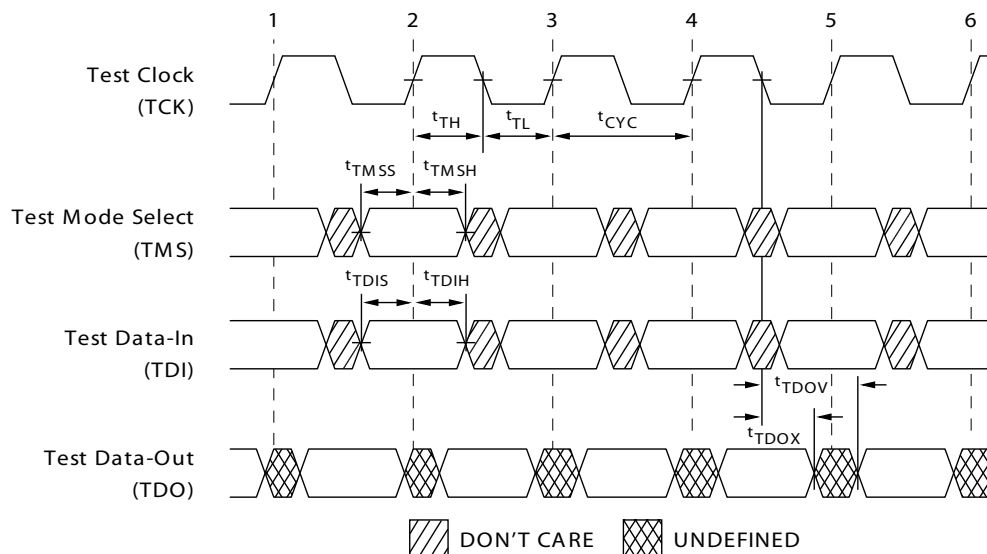 1 2 3 4 5 6
Test Clock
(TCK)
tTH tTL tCYC
tTMSS tTMSH
Test Mode Select
(TMS)
tTDIS tTDIH
Test Data-In
(TDI)
tTDOV
tTDOX
Test Data-Out
(TDO)
DON'T CARE UNDEFINED